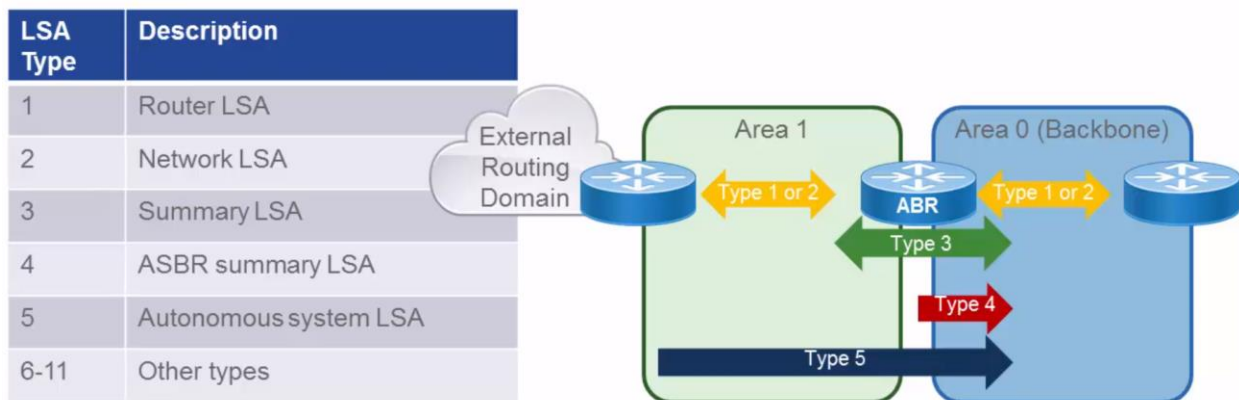 LSA Type
Description
1
Router LSA
2
Network LSA
3
Summary LSA
4
ASBR summary LSA
5
Autonomous system LSA
6-11
Other types
External
Routing
Domain
Area 1
Area 0 (Backbone)
Type 1 or 2
ABR
Type 1 or 2
Type 3
Type 4
Type 5